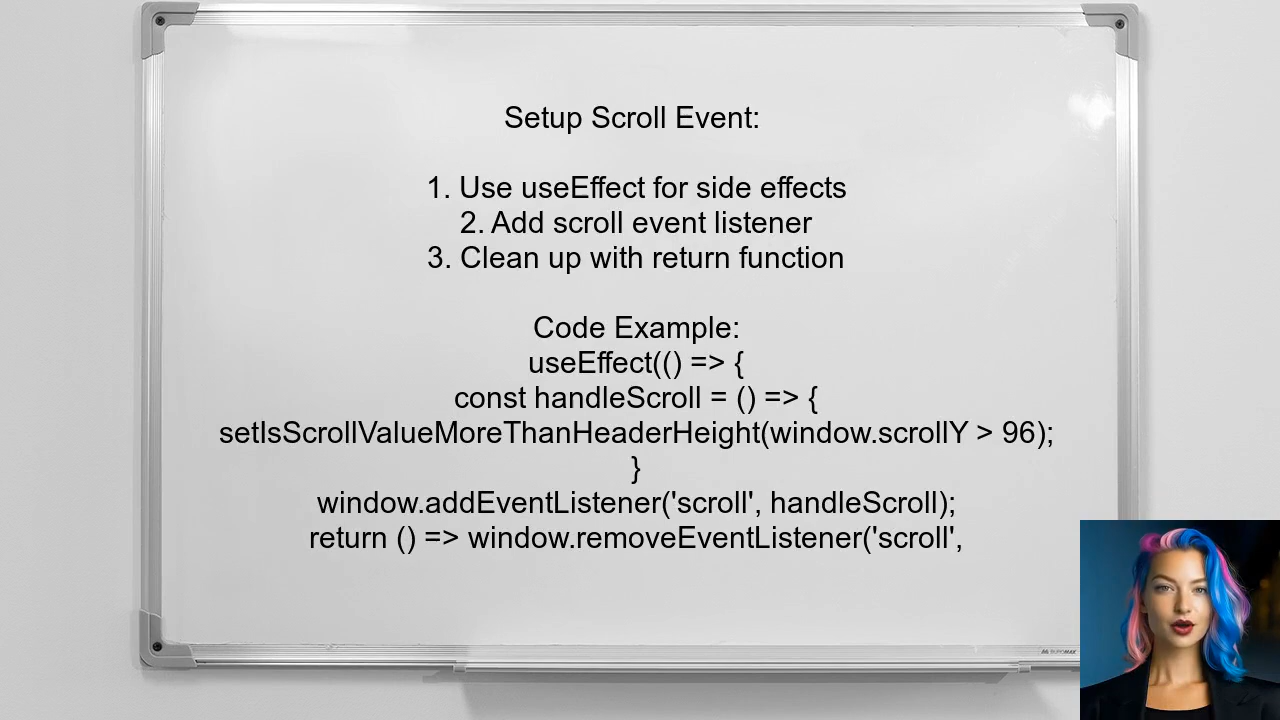 Setup Scroll Event:
1. Use useEffect for side effects
2. Add scroll event listener
3. Clean up with return function
Code Example:
useEffect(() => {
const handleScroll = () => {
setIsScrollValueMoreThanHeaderHeight(window.scrollY > 96);
}
window.addEventListener('scroll', handleScroll);
return () => window.removeEventListener('scroll',